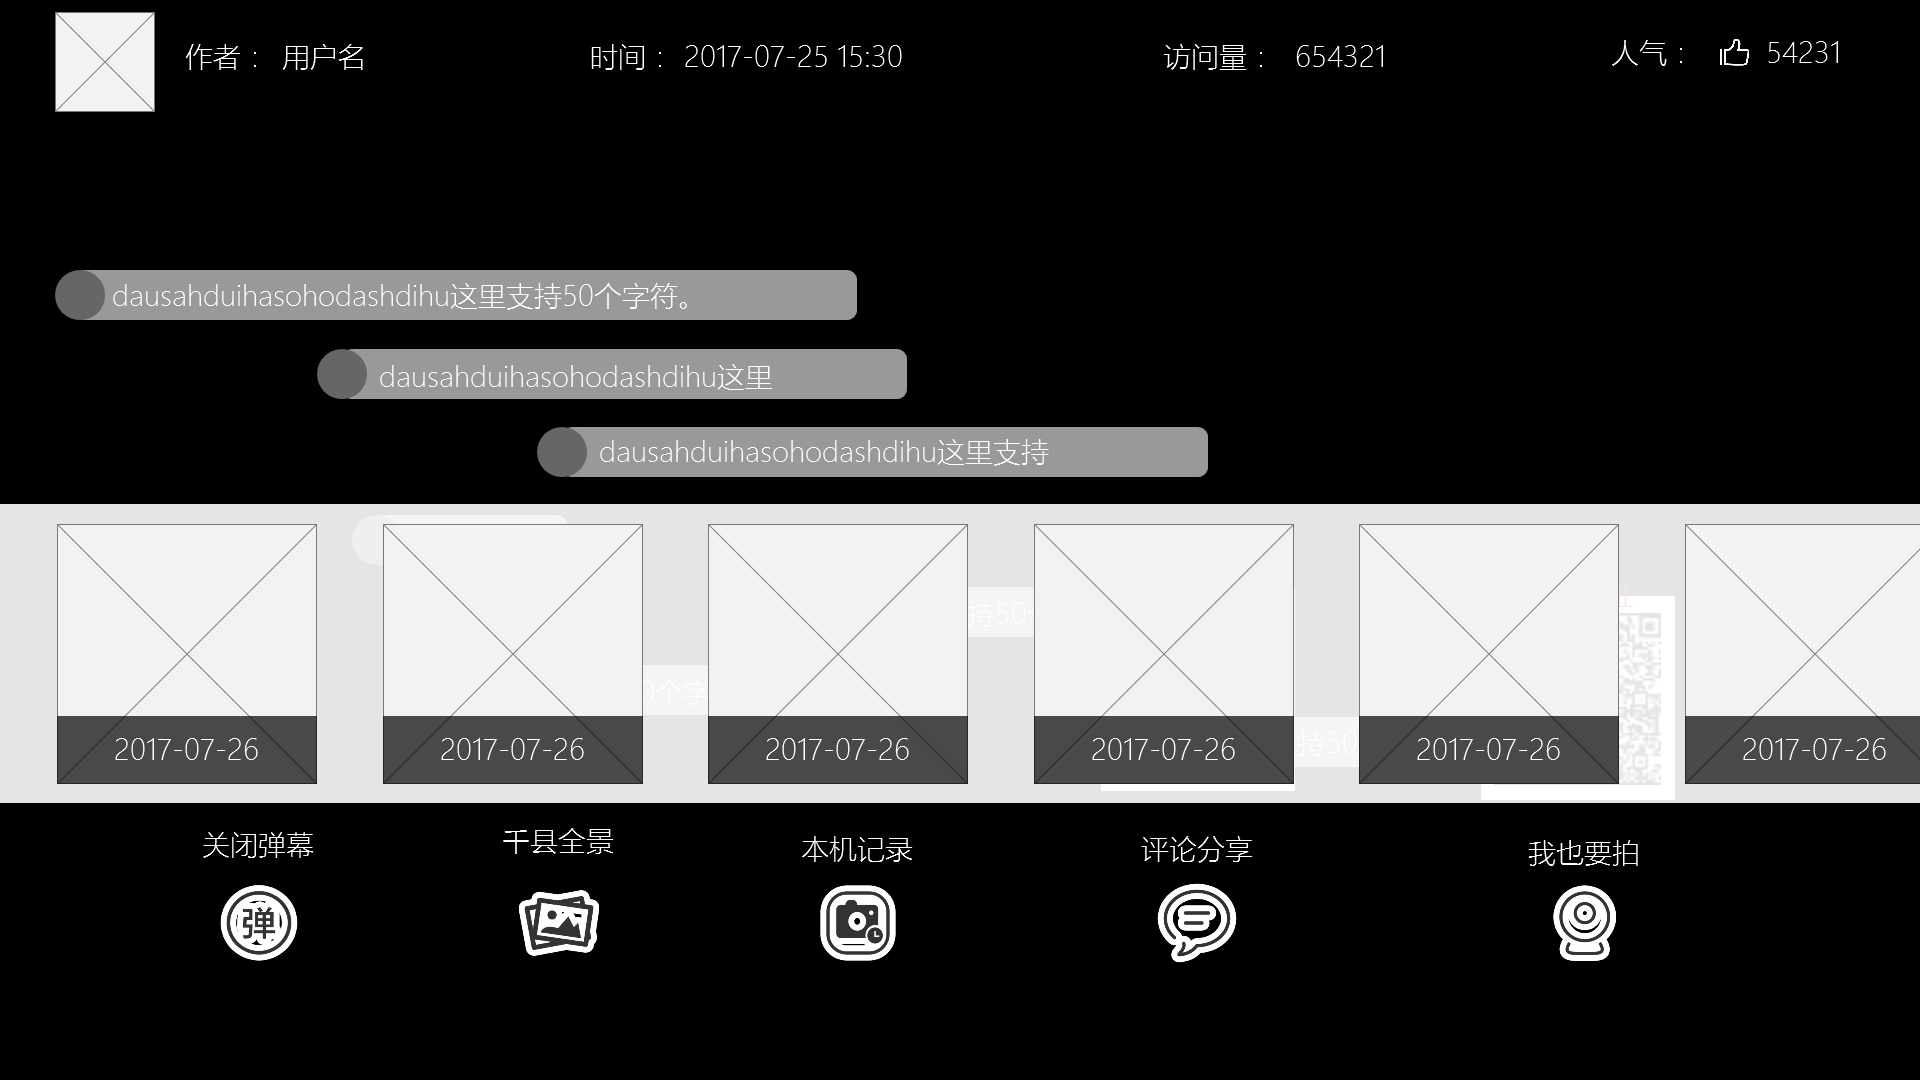 作者： 用户名
时间： 2017-07-25 15:30
访问量： 654321
人气： 54231
dausahduihasohodashdihu这里支持50个字符。
dausahduihasohodashdihu这里
dausahduihasohodashdihu这里支持
持50个
0个字
持50
2017-07-26
2017-07-26
2017-07-26
2017-07-26
2017-07-26
2017-07-26
关闭弹幕
千县全景
本机记录
评论分享
我也要拍
弹